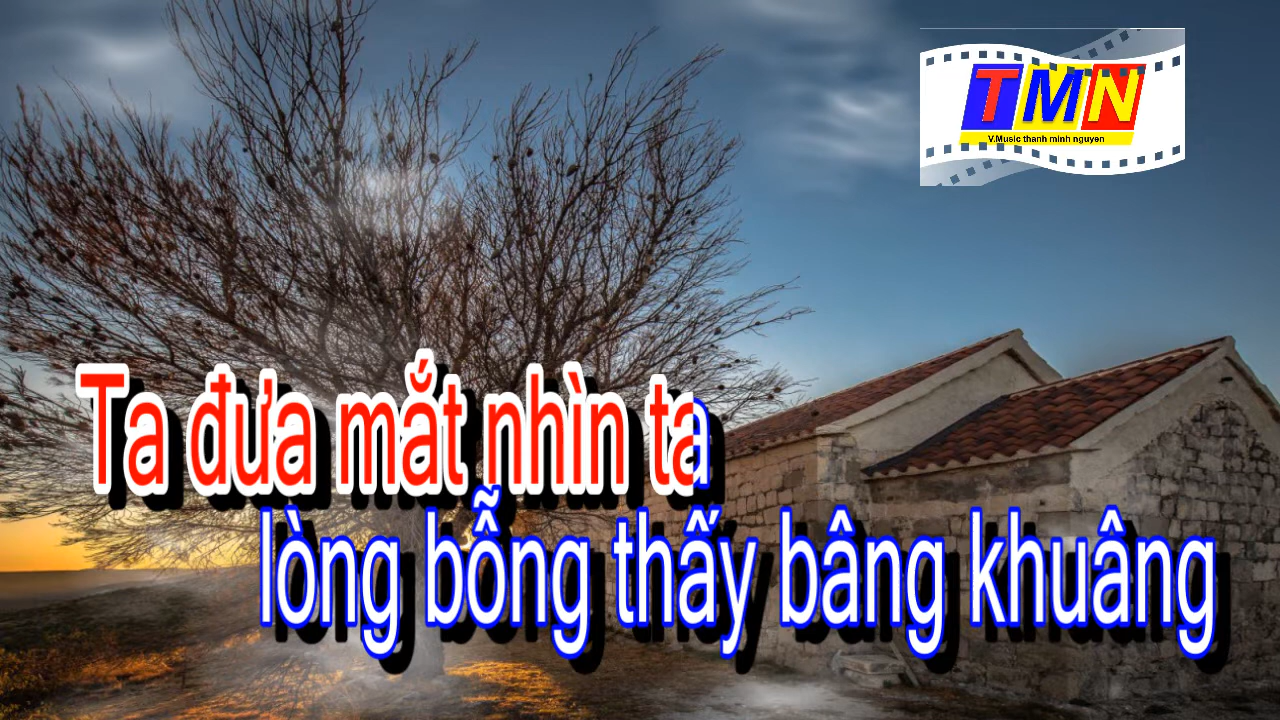 TMN
V.Music thanh minh nguyen
Ta đưa mắt nhìn ta
lòng bỗng thấy bâng khuâng